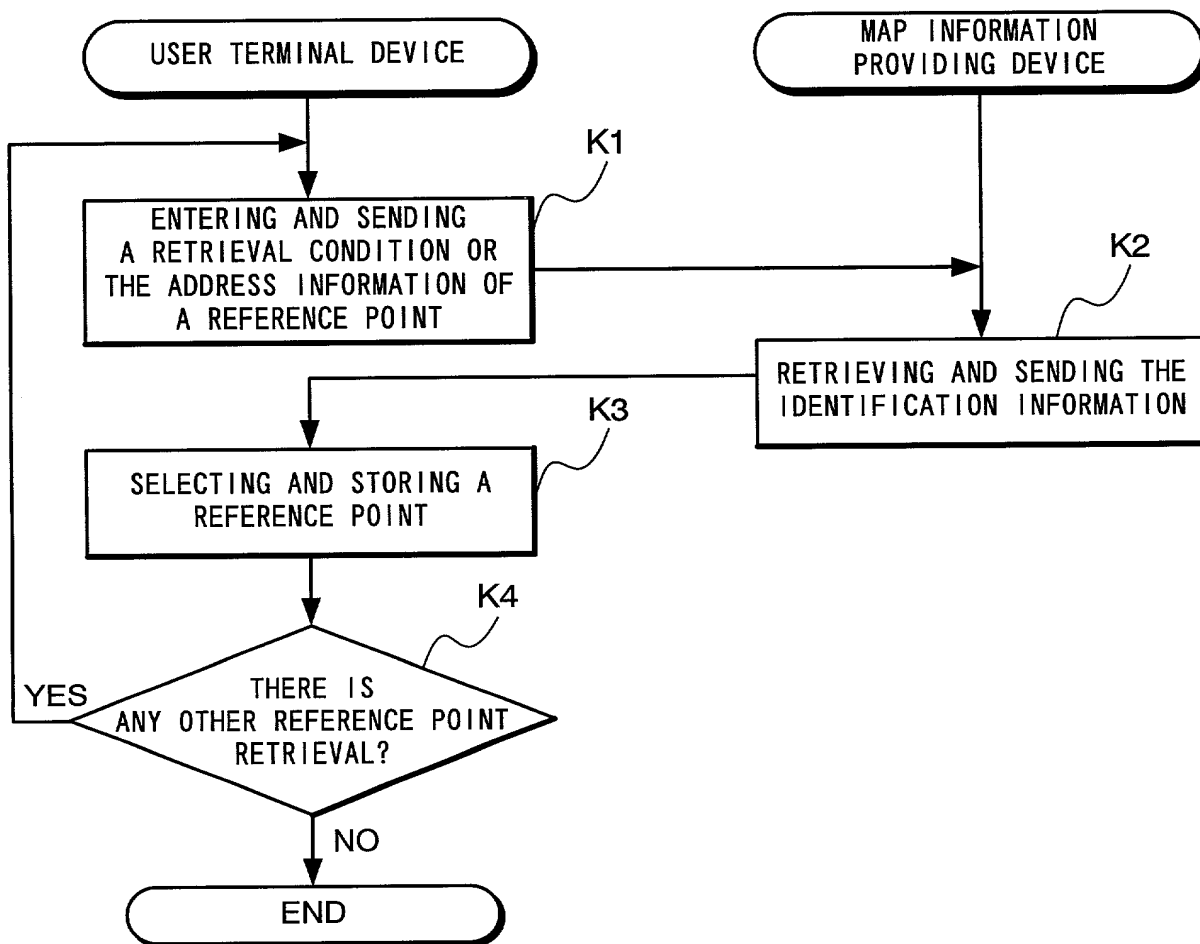 USER TERMINAL DEVICE
MAP INFORMATION
PROVIDING DEVICE
K1
ENTERING AND SENDING
A RETRIEVAL CONDITION OR
THE ADDRESS INFORMATION OF
A REFERENCE POINT
K2
RETRIEVING AND SENDING THE
IDENTIFICATION INFORMATION
K3
SELECTING AND STORING A
REFERENCE POINT
K4
THERE IS
ANY OTHER REFERENCE POINT
RETRIEVAL?
YES
NO
END